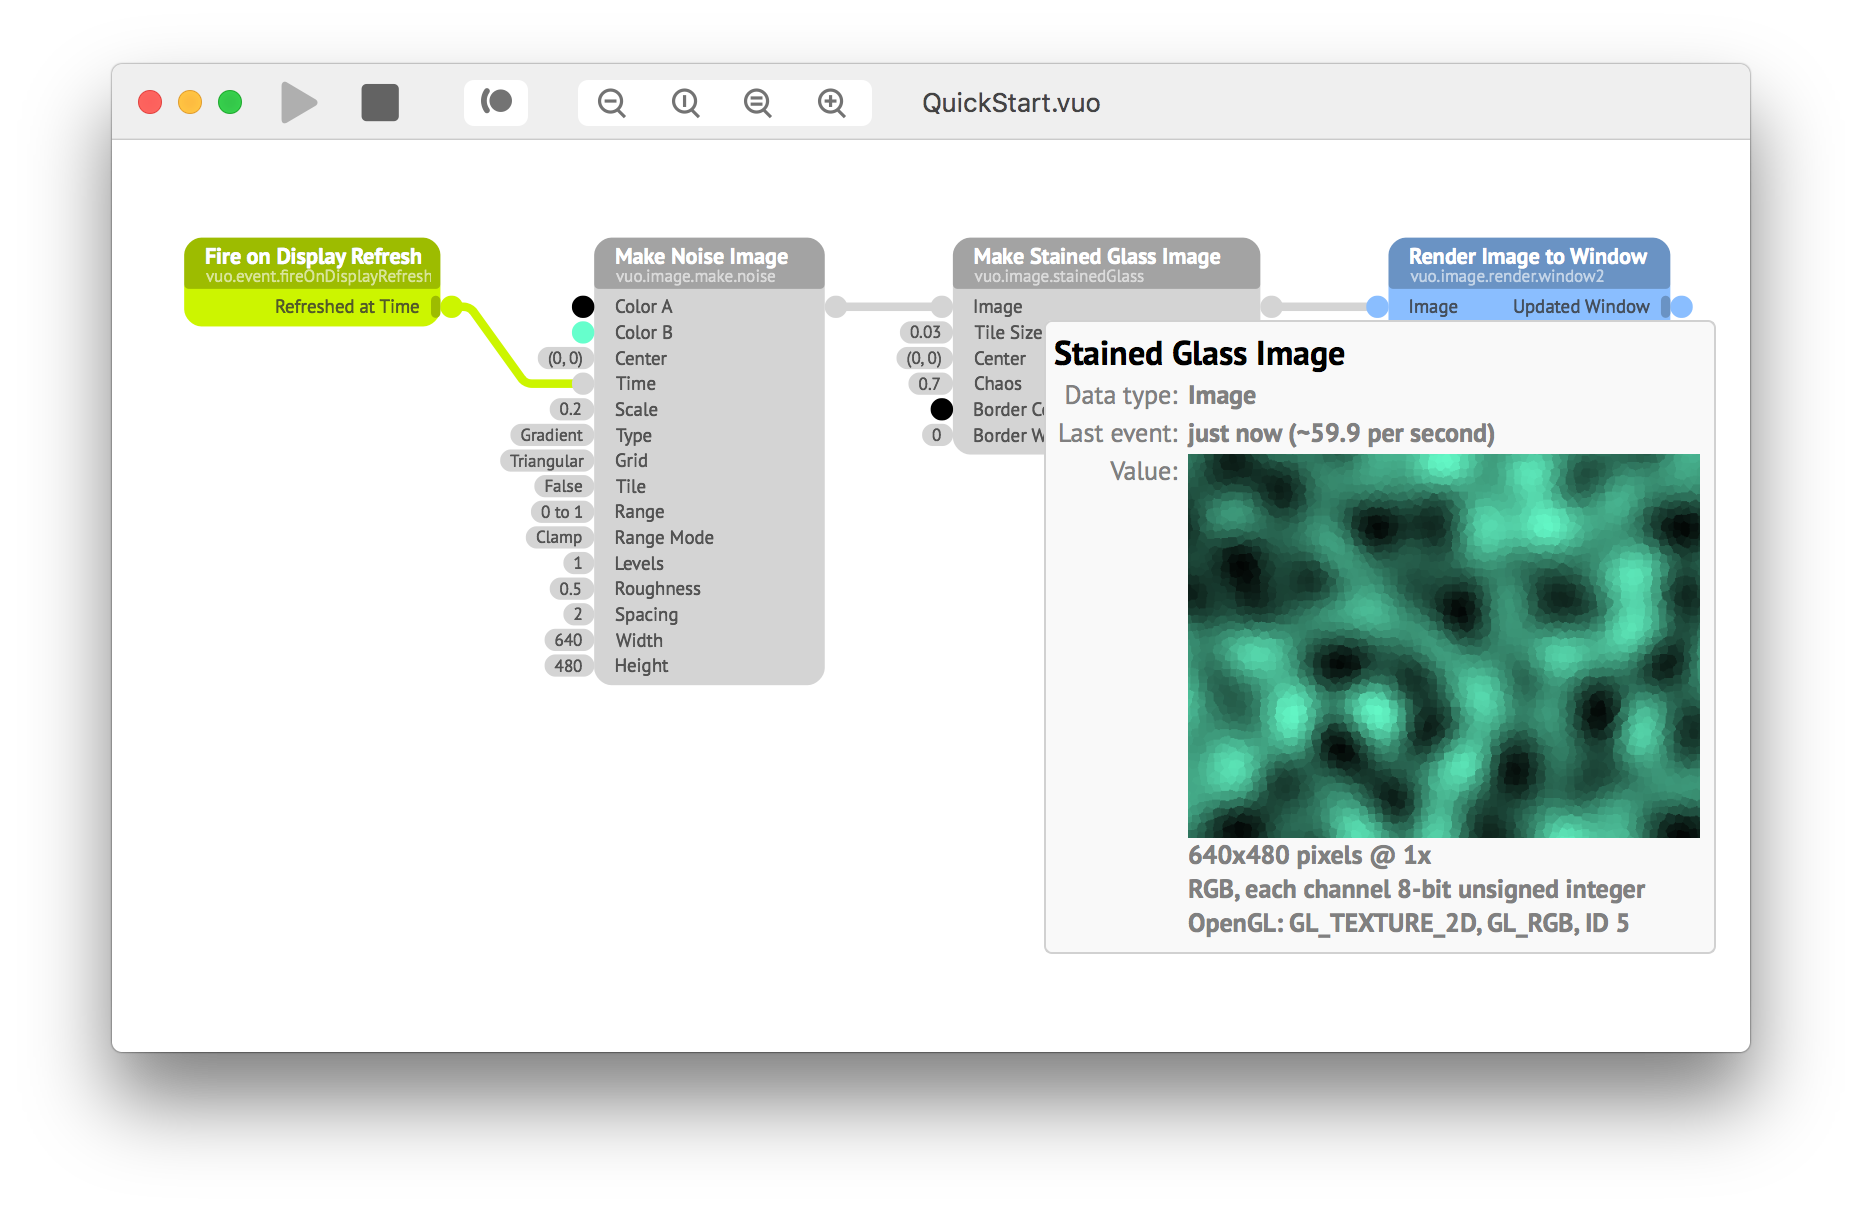 QuickStart.vuo
Fire on Display Refresh
vuo.event.fireOnDisplayRefresh
Refreshed at Time
Make Noise Image
vuo.image.make.noise
Color A
Color B
(0, 0) Center
Time
0.2 Scale
Gradient Type
Triangular Grid
False Tile
0 to 1 Range
Clamp Range Mode
1 Levels
0.5 Roughness
2 Spacing
640 Width
480 Height
Make Stained Glass Image
vuo.image.stainedGlass
Image
0.03 Tile Size
(0, 0) Center
0.7 Chaos
Border
0 Border W
Render Image to Window
vuo.image.render.window2
Image Updated Window
Stained Glass Image
Data type: Image
Last event: just now (~59.9 per second)
Value:
640x480 pixels @ 1x
RGB, each channel 8-bit unsigned integer
OpenGL: GL_TEXTURE_2D, GL_RGB, ID 5